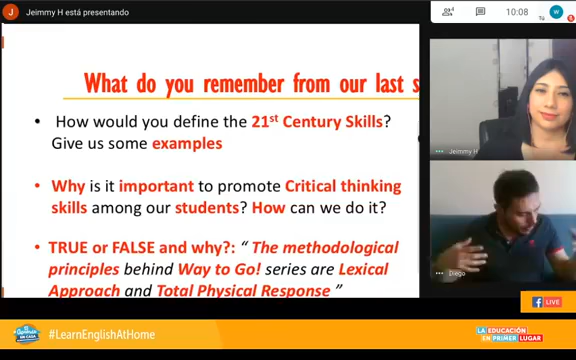 J Jeimmy H está presentando
4
10:08
W
What do you remember from our last s
• How would you define the 21st Century Skills?
Give us some examples
• Why is it important to promote Critical thinking
skills among our students? How can we do it?
• TRUE or FALSE and why?: “ The methodological
principles behind Way to Go! series are Lexical
Approach and Total Physical Response ”
Jeimmy H
Diego
f LIVE
EN CASA
#LearnEnglishAtHome
LA EDUCACIÓN
EN PRIMER LUGAR